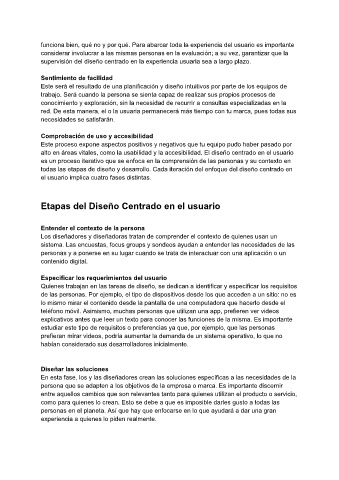 funciona bien, qué no y por qué. Para abarcar toda la experiencia del usuario es importante
considerar involucrar a las mismas personas en la evaluación; a su vez, garantizar que la
supervisión del diseño centrado en la experiencia usuaria sea a largo plazo.
Sentimiento de facilidad
Este será el resultado de una planificación y diseño intuitivos por parte de los equipos de
trabajo. Será cuando la persona se sienta capaz de realizar sus propios procesos de
conocimiento y exploración, sin la necesidad de recurrir a consultas especializadas en la
red. De esta manera, el o la usuaria permanecerá más tiempo con tu marca, pues todas sus
necesidades se satisfarán.
Comprobación de uso y accesibilidad
Este proceso expone aspectos positivos y negativos que tu equipo pudo haber pasado por
alto en áreas vitales, como la usabilidad y la accesibilidad. El diseño centrado en el usuario
es un proceso iterativo que se enfoca en la comprensión de las personas y su contexto en
todas las etapas de diseño y desarrollo. Cada iteración del enfoque del diseño centrado en
el usuario implica cuatro fases distintas.
Etapas del Diseño Centrado en el usuario
Entender el contexto de la persona
Los diseñadores y diseñadoras tratan de comprender el contexto de quienes usan un
sistema. Las encuestas, focus groups y sondeos ayudan a entender las necesidades de las
personas y a ponerse en su lugar cuando se trata de interactuar con una aplicación o un
contenido digital.
Especificar los requerimientos del usuario
Quienes trabajan en las tareas de diseño, se dedican a identificar y especificar los requisitos
de las personas. Por ejemplo, el tipo de dispositivos desde los que acceden a un sitio: no es
lo mismo mirar el contenido desde la pantalla de una computadora que hacerlo desde el
teléfono móvil. Asimismo, muchas personas que utilizan una app, prefieren ver videos
explicativos antes que leer un texto para conocer las funciones de la misma. Es importante
estudiar este tipo de requisitos o preferencias ya que, por ejemplo, que las personas
prefieran mirar videos, podría aumentar la demanda de un sistema operativo, lo que no
habían considerado sus desarrolladoros inicialmente.
Diseñar las soluciones
En esta fase, los y las diseñadores crean las soluciones específicas a las necesidades de la
persona que se adapten a los objetivos de la empresa o marca. Es importante discernir
entre aquellos cambios que son relevantes tanto para quienes utilizan el producto o servicio,
como para quienes lo crean. Esto se debe a que es imposible darles gusto a todas las
personas en el planeta. Así que hay que enfocarse en lo que ayudará a dar una gran
experiencia a quienes lo piden realmente.